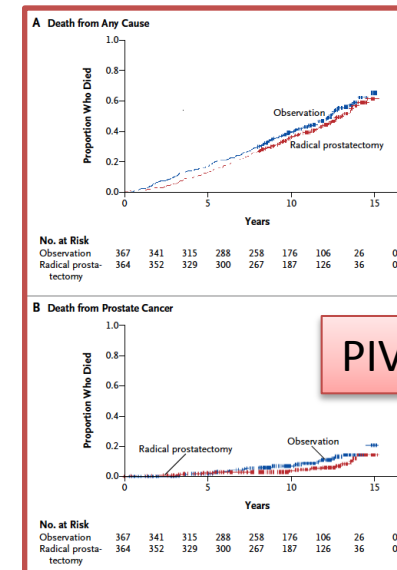 A Death from Any Cause
1.0
0.8
0.6
0.4
0.2
0.0
Proportion Who Died
Observation
Radical prostatectomy
0 5 10 15
Years
No. at Risk
Observation 367 341 315 288 258 176 106 26 0
Radical prosta- 364 352 329 300 267 187 126 36 0
tectomy
B Death from Prostate Cancer
1.0
0.8
0.6
0.4
0.2
0.0
Proportion Who Died
PIV
Radical prostatectomy
Observation
0 5 10 15
Years
No. at Risk
Observation 367 341 315 288 258 176 106 26 0
Radical prosta- 364 352 329 300 267 187 126 36 0
tectomy